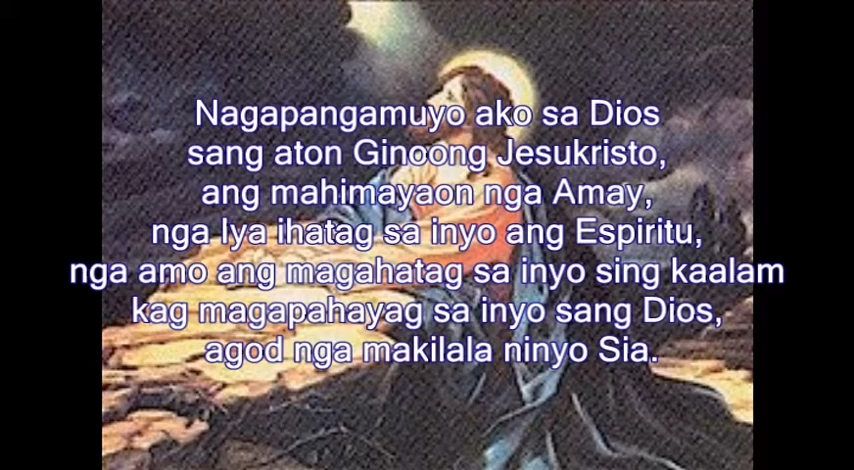 Nagapangamuyo ako sa Dios
sang aton Ginoong Jesukristo,
ang mahimayaon nga Amay,
nga Iya ihatag sa inyo ang Espiritu,
nga amo ang magahatag sa inyo sing kaalam
kag magapahayag sa inyo sang Dios,
agod nga makilala ninyo Sia.